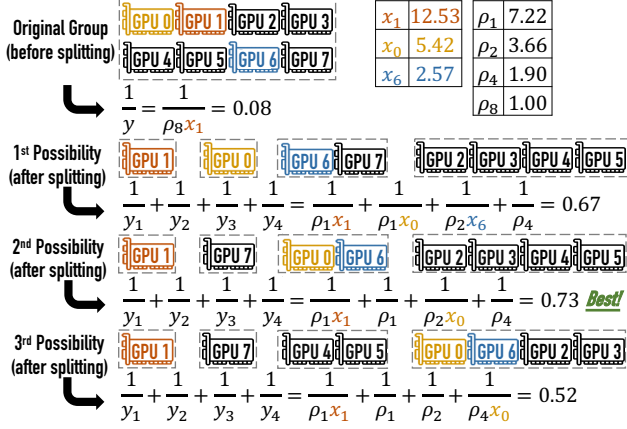 Original Group
(before splitting)
GPU 0 GPU 1 GPU 2 GPU 3
GPU 4 GPU 5 GPU 6 GPU 7
x₁ 12.53
x₀ 5.42
x₆ 2.57
ρ₁ 7.22
ρ₂ 3.66
ρ₄ 1.90
ρ₈ 1.00
1/y = 1/(ρ₈x₁) = 0.08
1st Possibility
(after splitting)
GPU 1 GPU 0 GPU 6 GPU 7 GPU 2 GPU 3 GPU 4 GPU 5
1/y₁ + 1/y₂ + 1/y₃ + 1/y₄ = 1/(ρ₁x₁) + 1/(ρ₁x₀) + 1/(ρ₂x₆) + 1/ρ₄ = 0.67
2nd Possibility
(after splitting)
GPU 1 GPU 7 GPU 0 GPU 6 GPU 2 GPU 3 GPU 4 GPU 5
1/y₁ + 1/y₂ + 1/y₃ + 1/y₄ = 1/(ρ₁x₁) + 1/ρ₁ + 1/(ρ₂x₀) + 1/ρ₄ = 0.73 Best!
3rd Possibility
(after splitting)
GPU 1 GPU 7 GPU 4 GPU 5 GPU 0 GPU 6 GPU 2 GPU 3
1/y₁ + 1/y₂ + 1/y₃ + 1/y₄ = 1/(ρ₁x₁) + 1/ρ₁ + 1/ρ₂ + 1/(ρ₄x₀) = 0.52